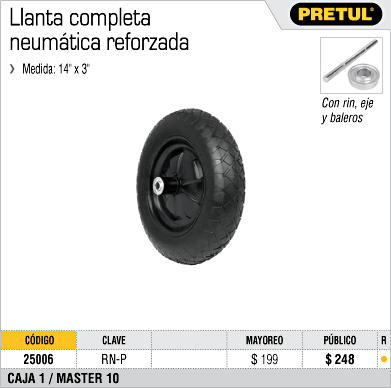 Llanta completa
neumática reforzada
PRETUL®
❯ Medida: 14" x 3"
Con rin, eje
y baleros
CÓDIGO CLAVE MAYOREO PÚBLICO R
25006 RN-P $ 199 $ 248
CAJA 1 / MASTER 10